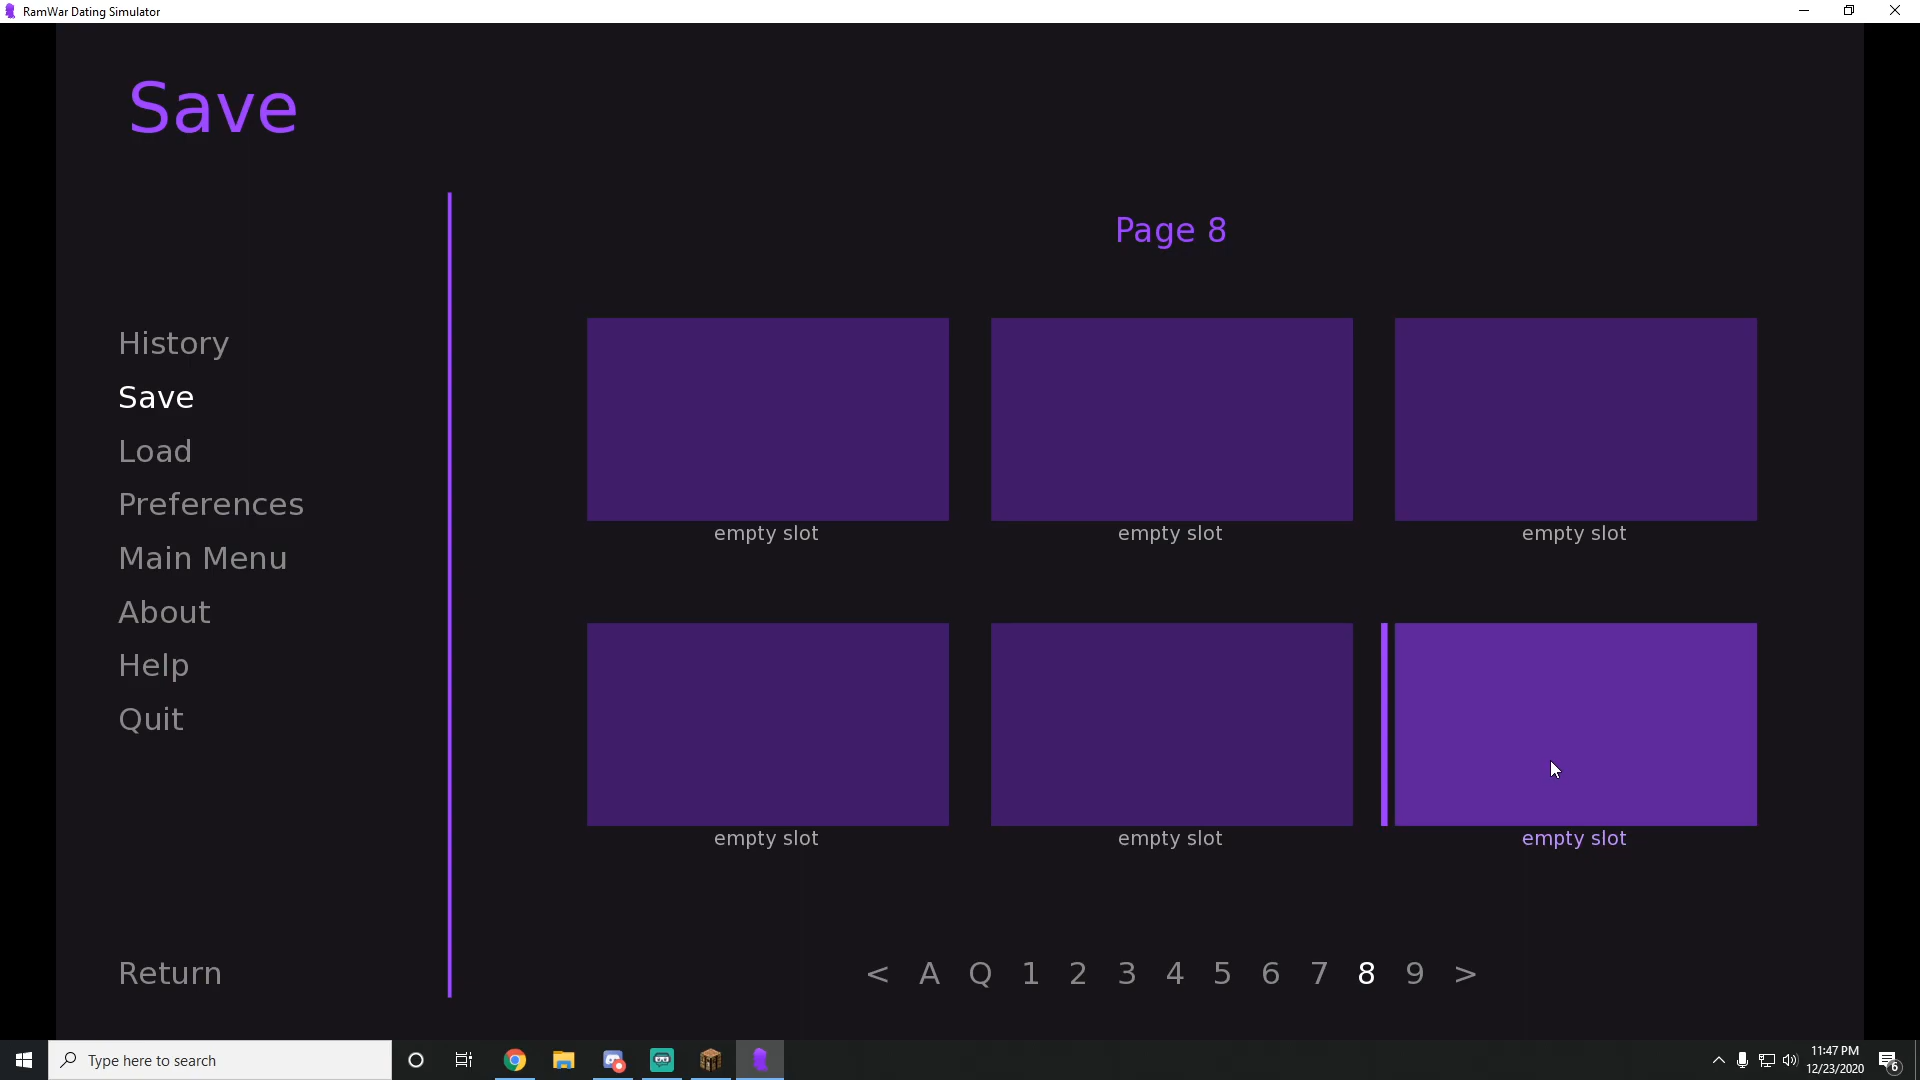 RamWar Dating Simulator
Save
Page 8
History
Save
Load
Preferences
Main Menu
About
Help
Quit
Return
empty slot empty slot empty slot
empty slot empty slot empty slot
< A Q 1 2 3 4 5 6 7 8 9 >
Type here to search
11:47 PM
12/23/2020
6